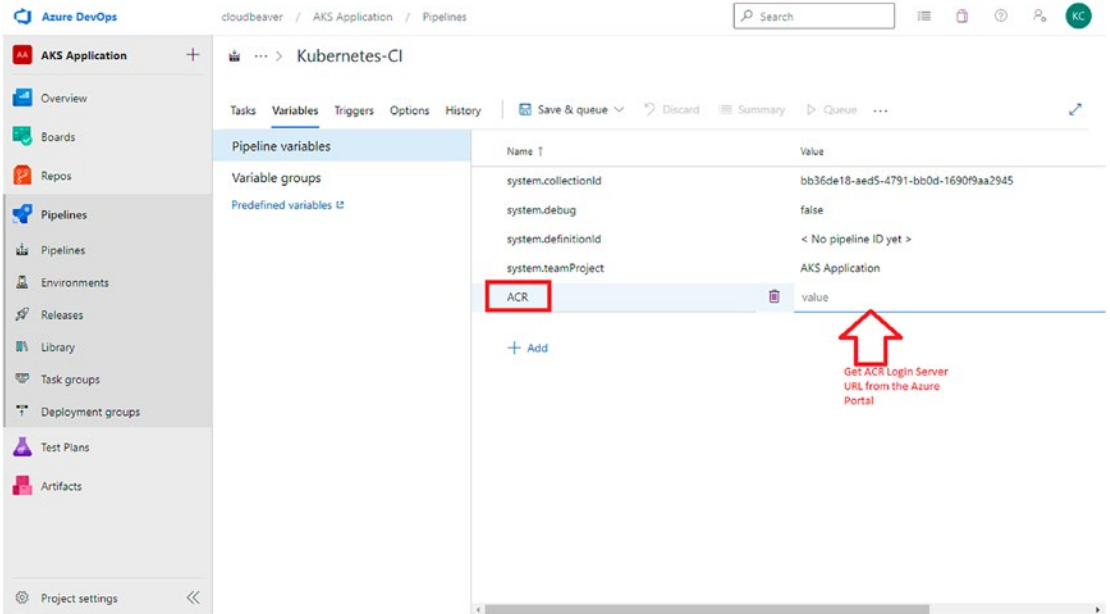 Azure DevOps
cloudbeaver / AKS Application / Pipelines
Search
KC
AA AKS Application
Overview
Boards
Repos
Pipelines
Pipelines
Environments
Releases
Library
Task groups
Deployment groups
Test Plans
Artifacts
Project settings
... > Kubernetes-CI
Tasks Variables Triggers Options History Save & queue Discard Summary Queue ...
Pipeline variables
Variable groups
Predefined variables
Name ↑ Value
system.collectionId bb36de18-aed5-4791-bb0d-1690f9aa2945
system.debug false
system.definitionId < No pipeline ID yet >
system.teamProject AKS Application
ACR value
+ Add
Get ACR Login Server
URL from the Azure
Portal